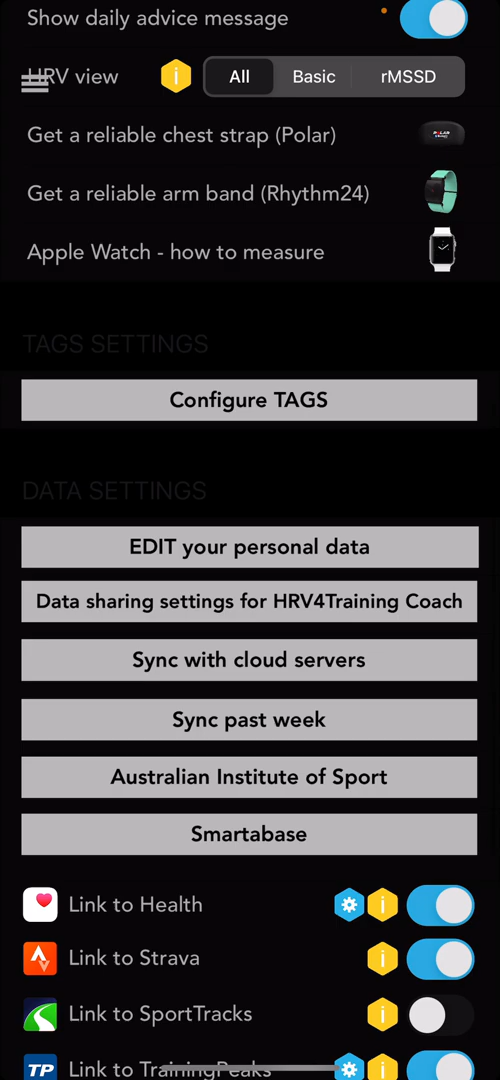 Show daily advice message
HRV view
All
Basic
rMSSD
Get a reliable chest strap (Polar)
Get a reliable arm band (Rhythm24)
Apple Watch - how to measure
TAGS SETTINGS
Configure TAGS
DATA SETTINGS
EDIT your personal data
Data sharing settings for HRV4Training Coach
Sync with cloud servers
Sync past week
Australian Institute of Sport
Smartabase
Link to Health
Link to Strava
Link to SportTracks
TP Link to TrainingPeaks